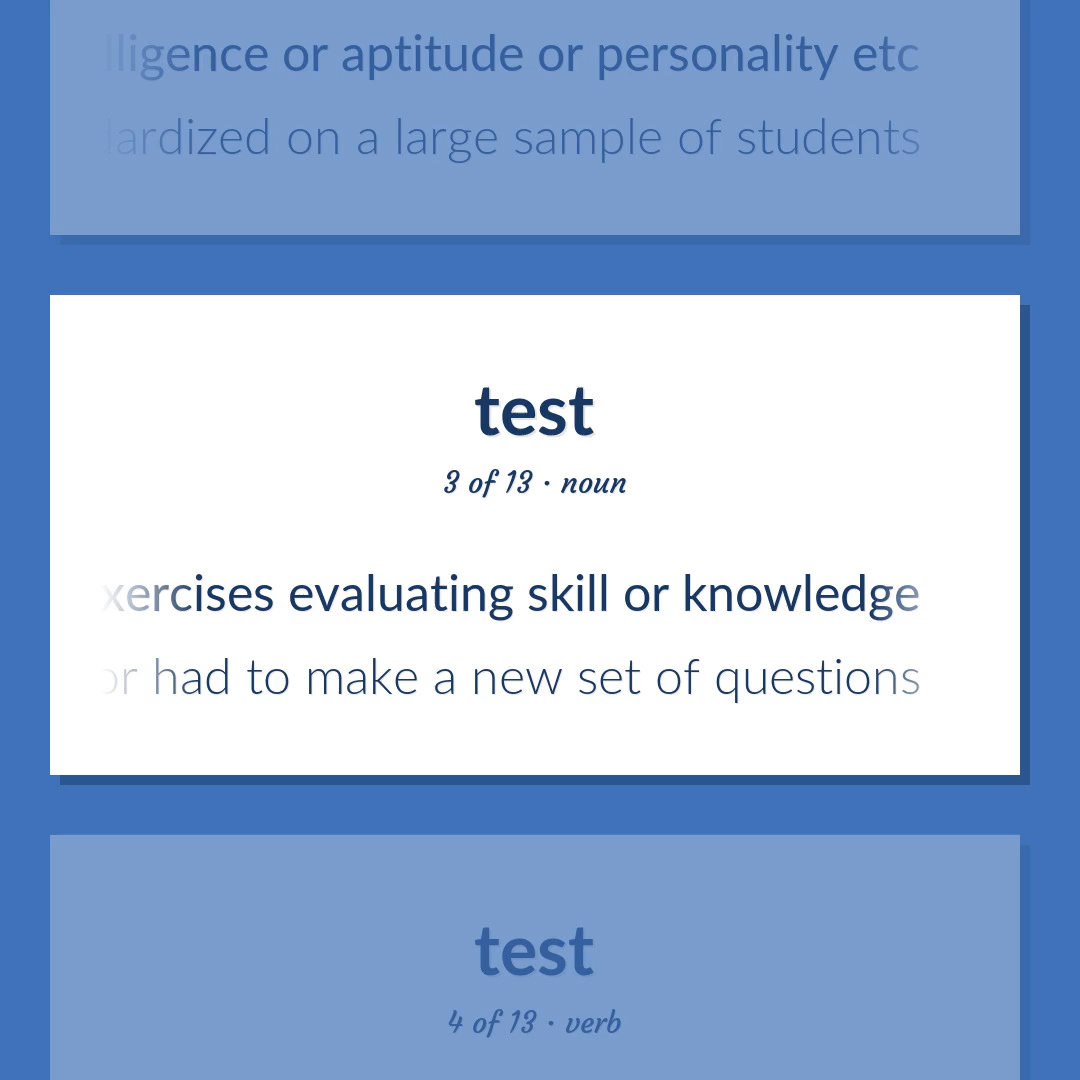 lligence or aptitude or personality etc
lardized on a large sample of students
test
3 of 13 · noun
xercises evaluating skill or knowledge
or had to make a new set of questions
test
4 of 13 · verb